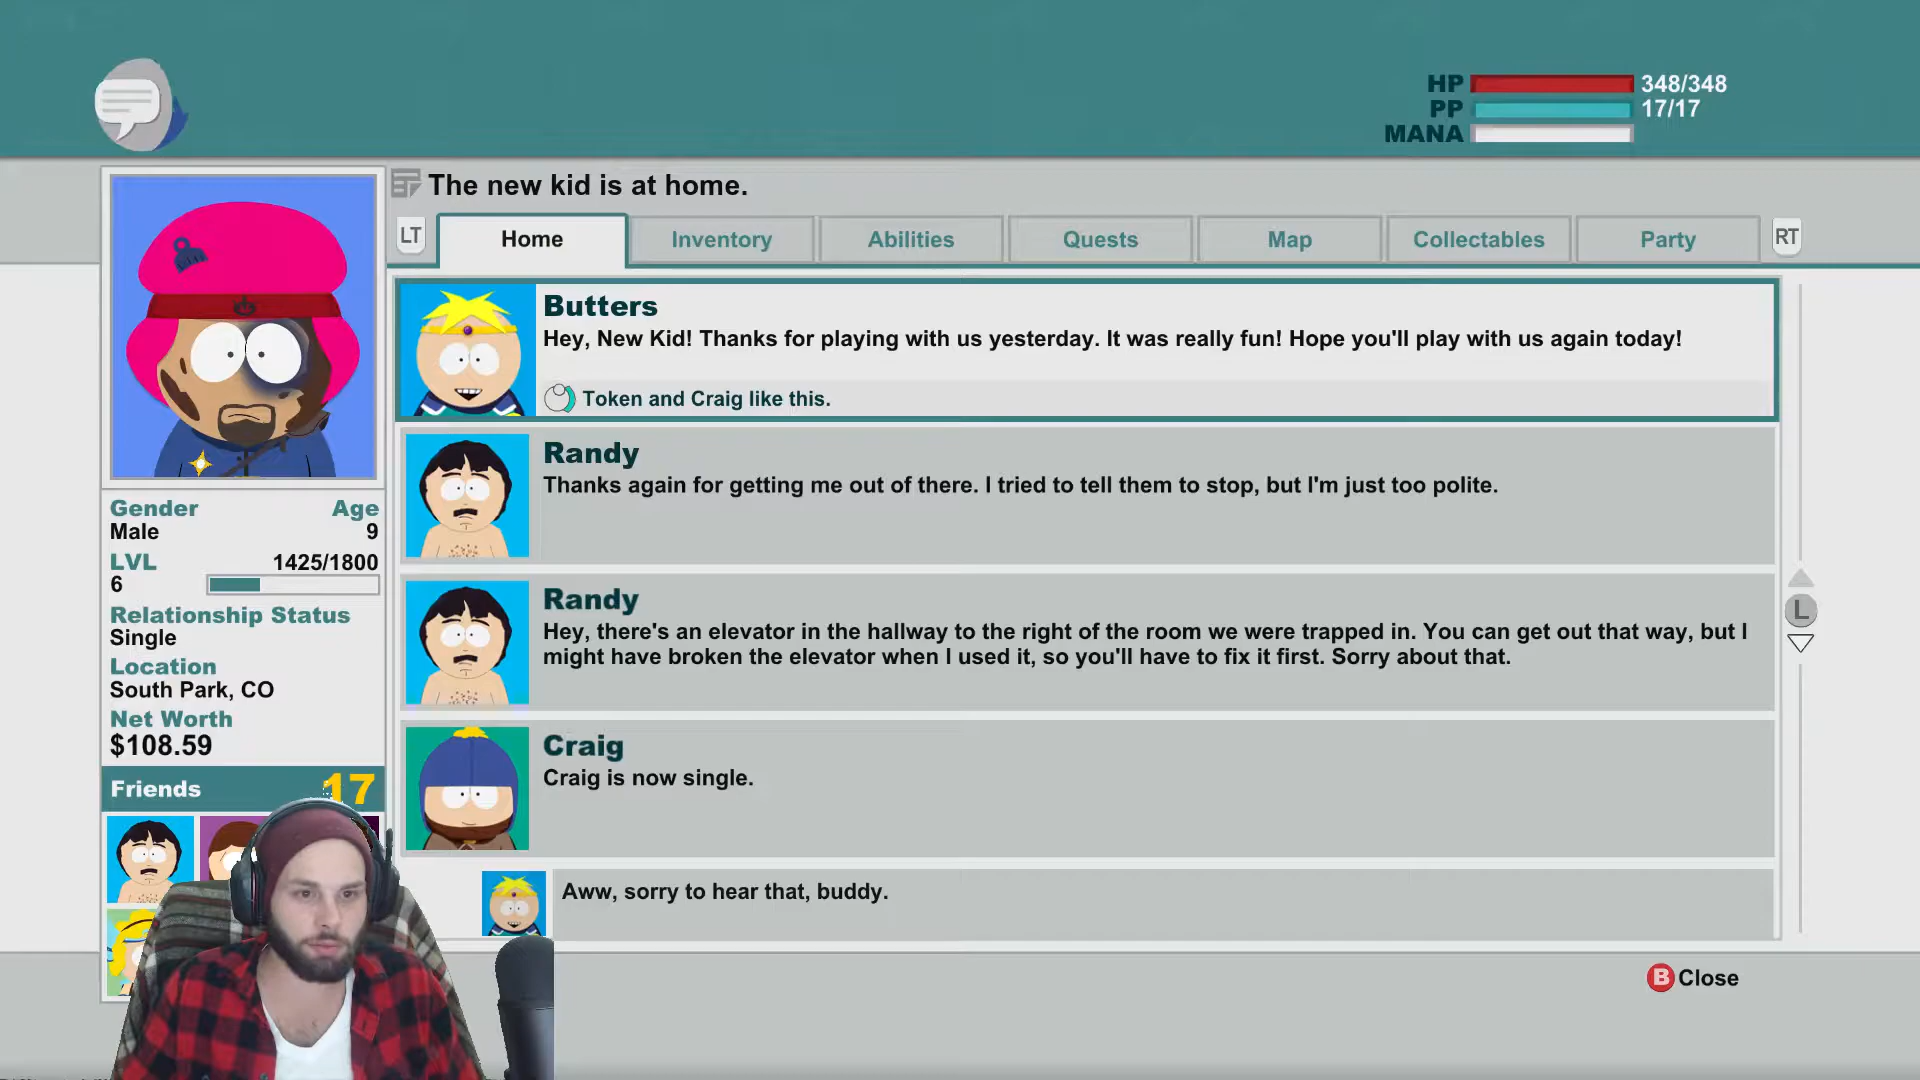 HP 348/348
PP 17/17
MANA
The new kid is at home.
LT Home Inventory Abilities Quests Map Collectables Party RT
Butters
Hey, New Kid! Thanks for playing with us yesterday. It was really fun! Hope you'll play with us again today!
Token and Craig like this.
Randy
Thanks again for getting me out of there. I tried to tell them to stop, but I'm just too polite.
Randy
Hey, there's an elevator in the hallway to the right of the room we were trapped in. You can get out that way, but I
might have broken the elevator when I used it, so you'll have to fix it first. Sorry about that.
Craig
Craig is now single.
Aww, sorry to hear that, buddy.
L
Gender Age
Male 9
LVL 1425/1800
6
Relationship Status
Single
Location
South Park, CO
Net Worth
$108.59
Friends 17
B Close